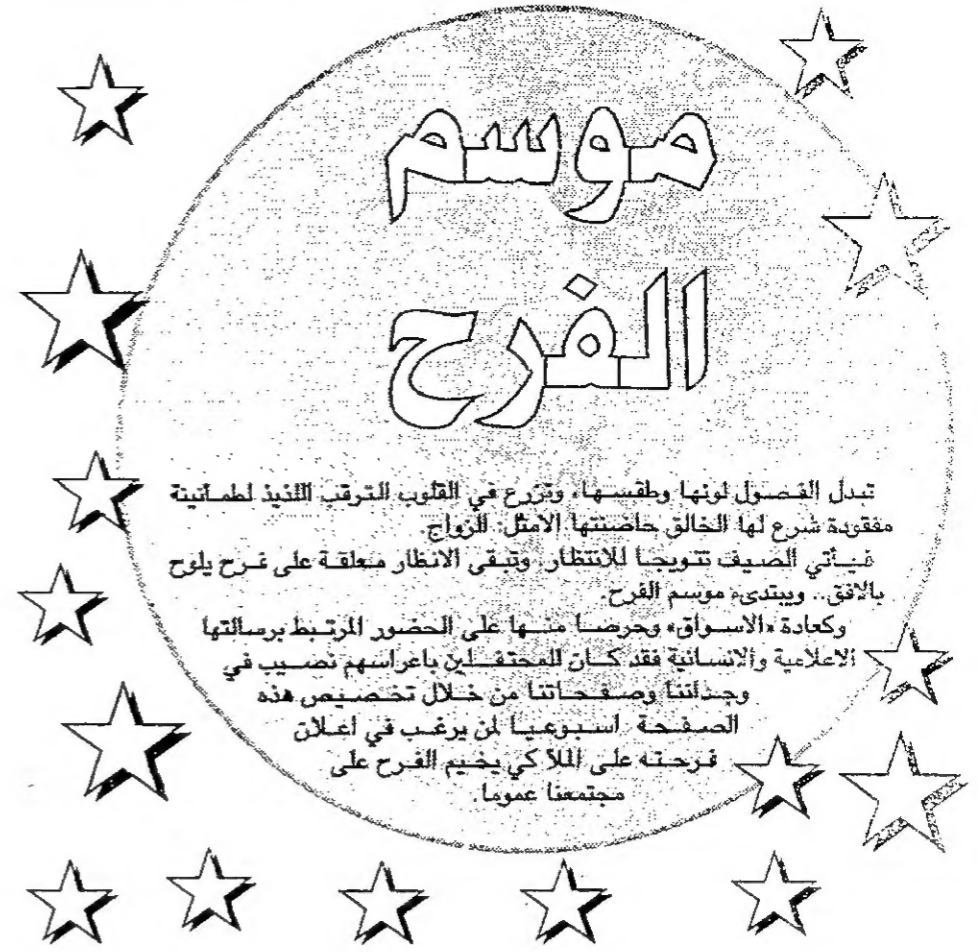 موسم
الفرح
تبدل الفصول لونها وطقسها، وتزرع في القلوب الترقب اللذيذ لطمأنينة
مفقودة شرع لها الخالق حاضنتها الامثل: الزواج
فيأتي الصيف تتويجا للانتظار. وتبقى الانظار معلقة على فرح يلوح
بالافق.. ويبتدىء موسم الفرح.
وكعادة «الاسواق» وحرصا منها على الحضور المرتبط برسالتها
الاعلامية والانسانية فقد كان للمحتفلين باعراسهم نصيب في
وجداننا وصفحاتنا من خلال تخصيص هذه
الصفحة اسبوعيا لمن يرغب في اعلان
فرحته على الملأ كي يخيم الفرح على
مجتمعنا عموما.